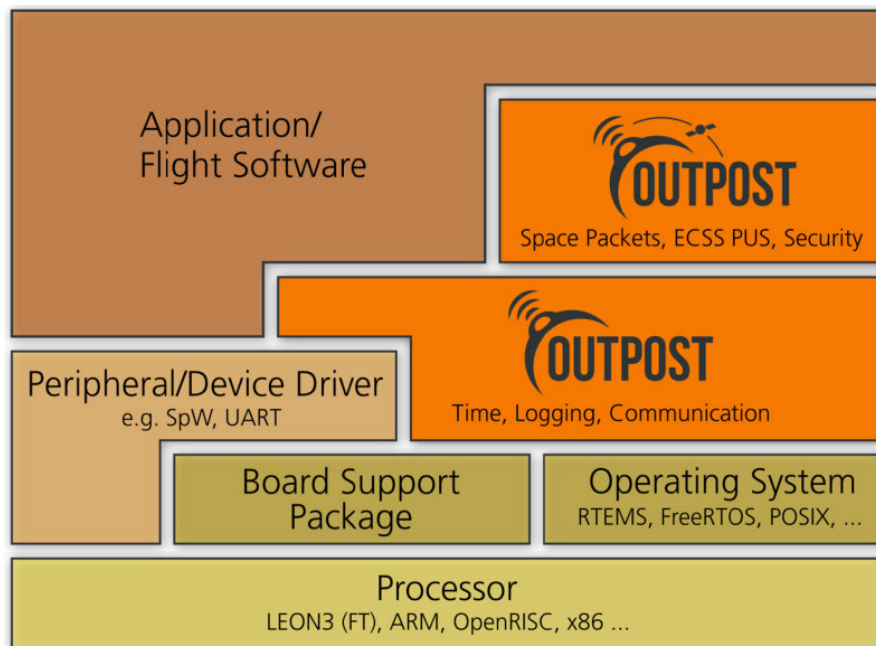 Application/
Flight Software
OUTPOST
Space Packets, ECSS PUS, Security
OUTPOST
Time, Logging, Communication
Peripheral/Device Driver
e.g. SpW, UART
Board Support
Package
Operating System
RTEMS, FreeRTOS, POSIX, ...
Processor
LEON3 (FT), ARM, OpenRISC, x86 ...